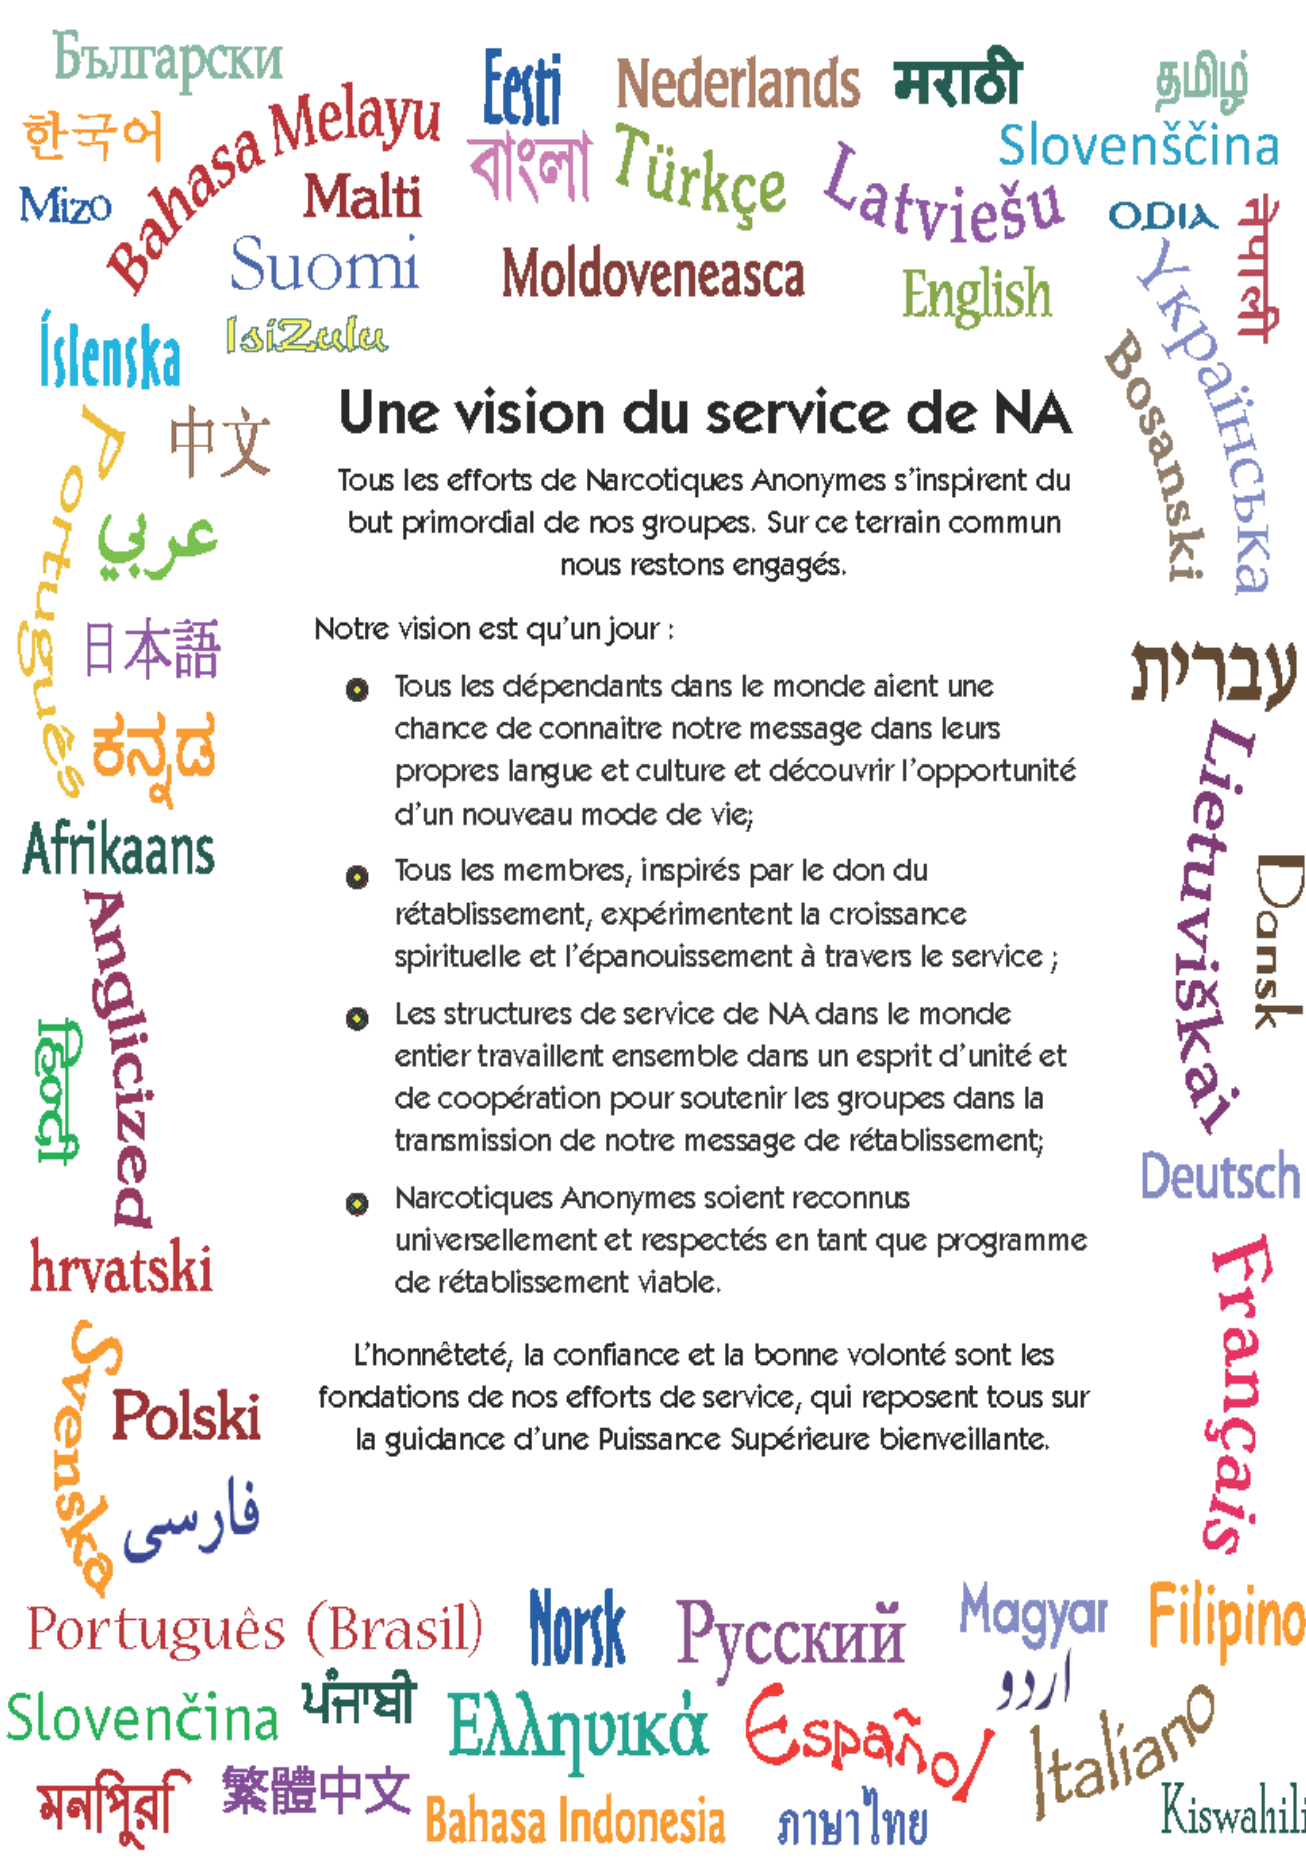 Български
한국어
Mizo
Bahasa Melayu
Malti
Suomi
IsiZulu
Eesti
বাংলা
Nederlands
Türkçe
मराठी
Latviešu
Moldoveneasca
English
தமிழ்
Slovenščina
ODIA
नेपाली
Українська
Bosanski
Íslenska
中文
Português
عربي
日本語
ಕನ್ನಡ
Afrikaans
Anglicized
हिन्दी
hrvatski
Svenska
Polski
فارسی
Une vision du service de NA
Tous les efforts de Narcotiques Anonymes s’inspirent du
but primordial de nos groupes. Sur ce terrain commun
nous restons engagés.
Notre vision est qu’un jour :
Tous les dépendants dans le monde aient une
chance de connaitre notre message dans leurs
propres langue et culture et découvrir l’opportunité
d’un nouveau mode de vie;
Tous les membres, inspirés par le don du
rétablissement, expérimentent la croissance
spirituelle et l’épanouissement à travers le service ;
Les structures de service de NA dans le monde
entier travaillent ensemble dans un esprit d’unité et
de coopération pour soutenir les groupes dans la
transmission de notre message de rétablissement;
Narcotiques Anonymes soient reconnus
universellement et respectés en tant que programme
de rétablissement viable.
L’honnêteté, la confiance et la bonne volonté sont les
fondations de nos efforts de service, qui reposent tous sur
la guidance d’une Puissance Supérieure bienveillante.
עברית
Lietuviškai
Dansk
Deutsch
Français
Português (Brasil)
Norsk
Русский
Magyar
Filipino
Slovenčina
ਪੰਜਾਬੀ
Ελληνικά
Español
اردو
Italiano
মনপিুরি
繁體中文
Bahasa Indonesia
ภาษาไทย
Kiswahili